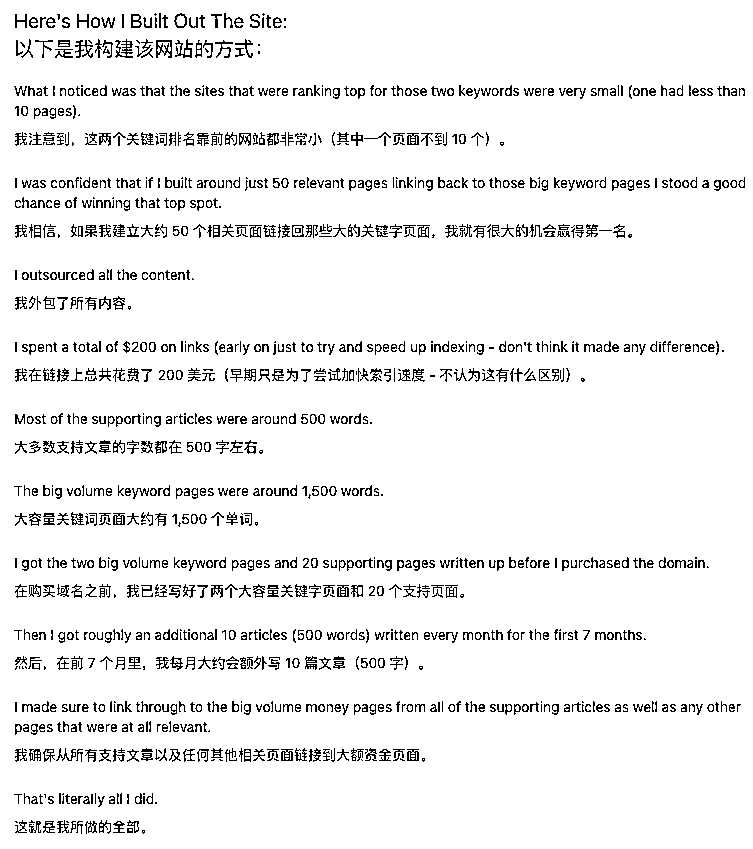 Here's How I Built Out The Site:
以下是我构建该网站的方式：
What I noticed was that the sites that were ranking top for those two keywords were very small (one had less than
10 pages).
我注意到，这两个关键词排名靠前的网站都非常小（其中一个页面不到 10 个）。
I was confident that if I built around just 50 relevant pages linking back to those big keyword pages I stood a good
chance of winning that top spot.
我相信，如果我建立大约 50 个相关页面链接回那些大的关键字页面，我就有很大的机会赢得第一名。
I outsourced all the content.
我外包了所有内容。
I spent a total of $200 on links (early on just to try and speed up indexing - don't think it made any difference).
我在链接上总共花费了 200 美元（早期只是为了尝试加快索引速度 - 不认为这有什么区别）。
Most of the supporting articles were around 500 words.
大多数支持文章的字数都在 500 字左右。
The big volume keyword pages were around 1,500 words.
大容量关键词页面大约有 1,500 个单词。
I got the two big volume keyword pages and 20 supporting pages written up before I purchased the domain.
在购买域名之前，我已经写好了两个大容量关键字页面和 20 个支持页面。
Then I got roughly an additional 10 articles (500 words) written every month for the first 7 months.
然后，在前 7 个月里，我每月大约会额外写 10 篇文章（500 字）。
I made sure to link through to the big volume money pages from all of the supporting articles as well as any other
pages that were at all relevant.
我确保从所有支持文章以及任何其他相关页面链接到大额资金页面。
That's literally all I did.
这就是我所做的全部。